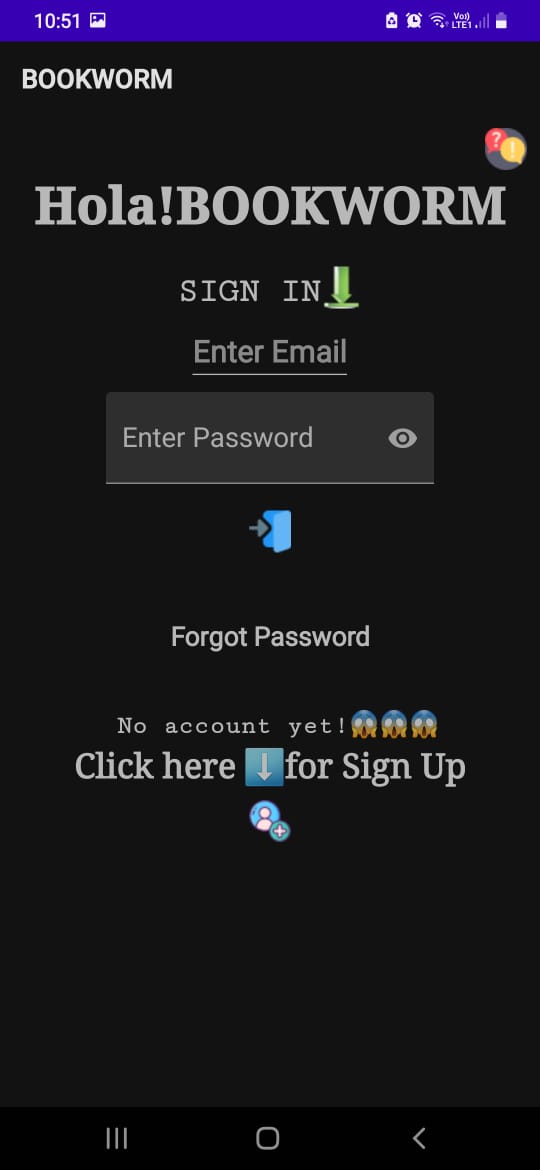 10:51 Vo) LTE1
BOOKWORM
Hola!BOOKWORM
SIGN IN
Enter Email
Enter Password
Forgot Password
No account yet!😱😱😱
Click here ⬇️for Sign Up